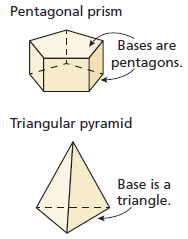 Pentagonal prism
Bases are
pentagons.
Triangular pyramid
Base is a
triangle.